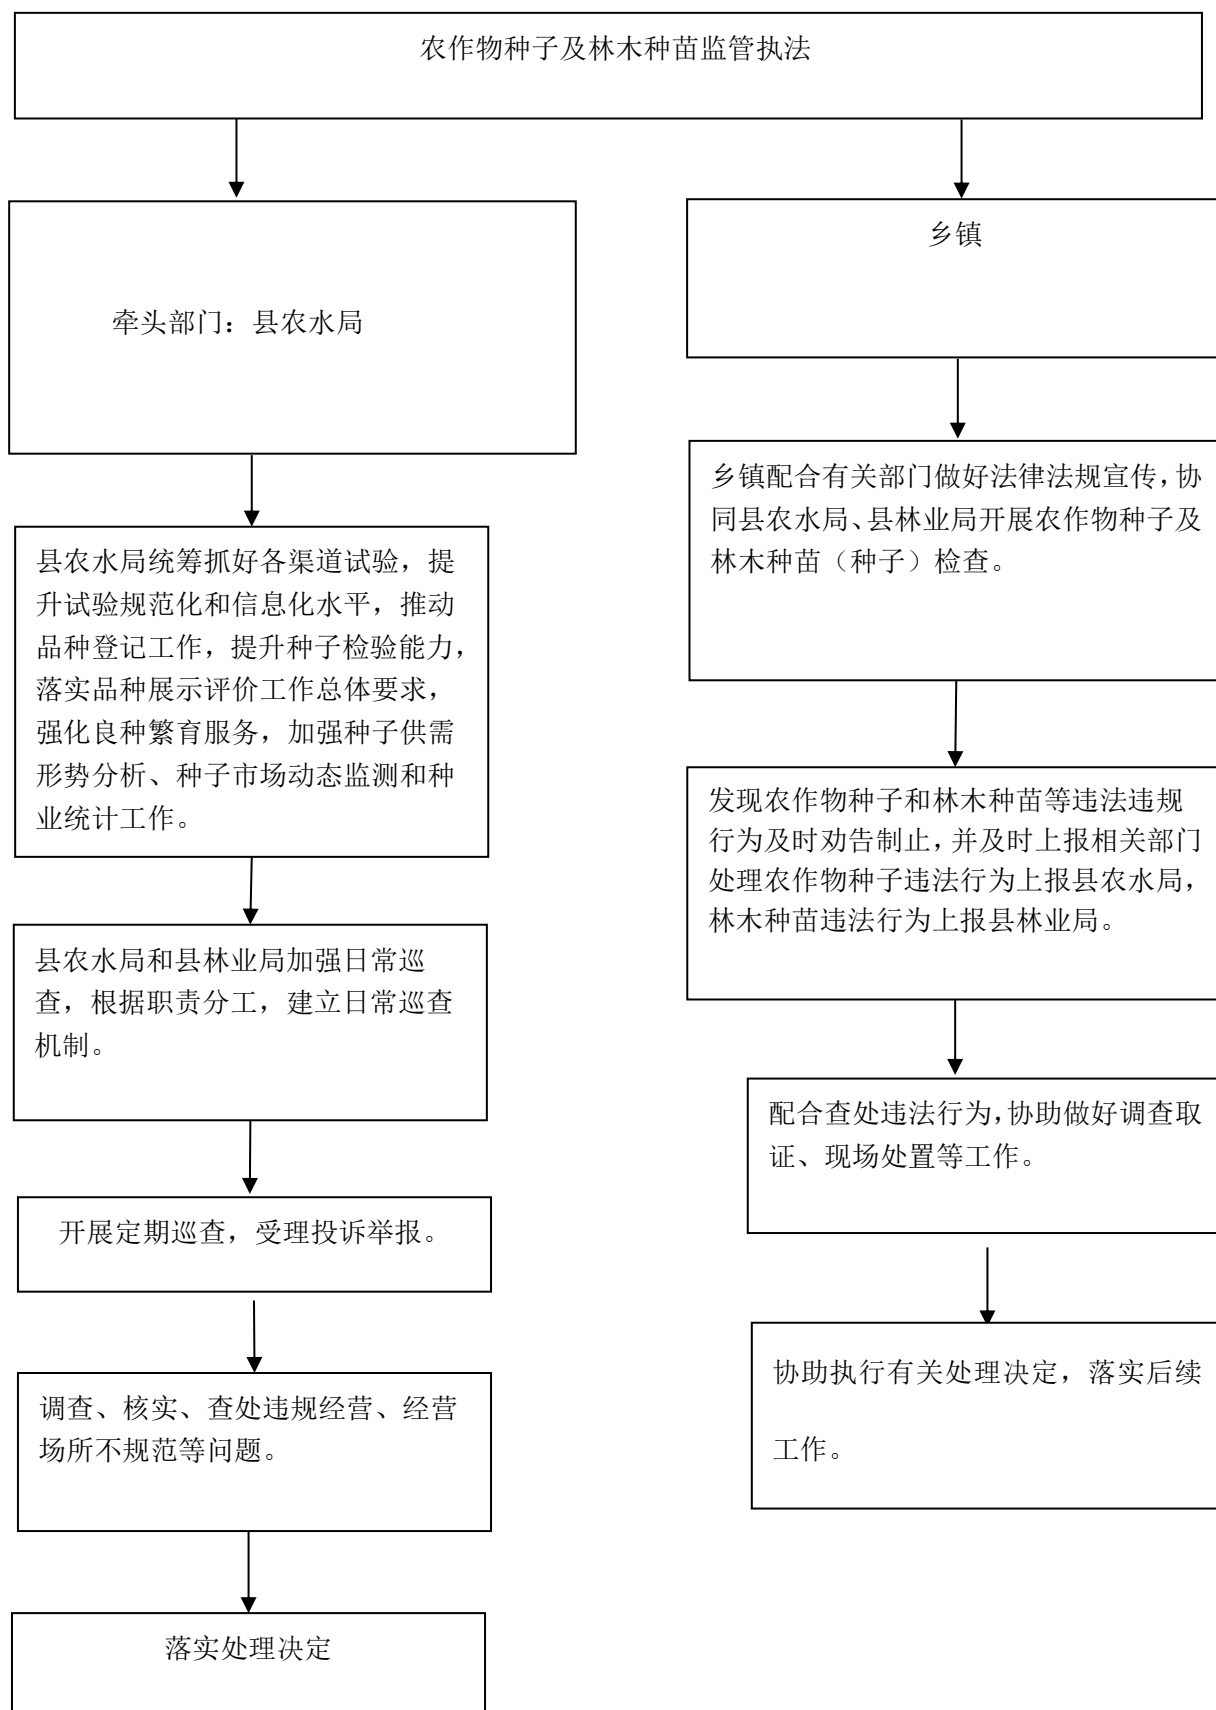 农作物种子及林木种苗监管执法
牵头部门：县农水局
县农水局统筹抓好各渠道试验，提
升试验规范化和信息化水平，推动
品种登记工作，提升种子检验能力，
落实品种展示评价工作总体要求，
强化良种繁育服务，加强种子供需
形势分析、种子市场动态监测和种
业统计工作。
县农水局和县林业局加强日常巡
查，根据职责分工，建立日常巡查
机制。
开展定期巡查，受理投诉举报。
调查、核实、查处违规经营、经营
场所不规范等问题。
落实处理决定
乡镇
乡镇配合有关部门做好法律法规宣传，协
同县农水局、县林业局开展农作物种子及
林木种苗（种子）检查。
发现农作物种子和林木种苗等违法违规
行为及时劝告制止，并及时上报相关部门
处理农作物种子违法行为上报县农水局，
林木种苗违法行为上报县林业局。
配合查处违法行为，协助做好调查取
证、现场处置等工作。
协助执行有关处理决定，落实后续
工作。